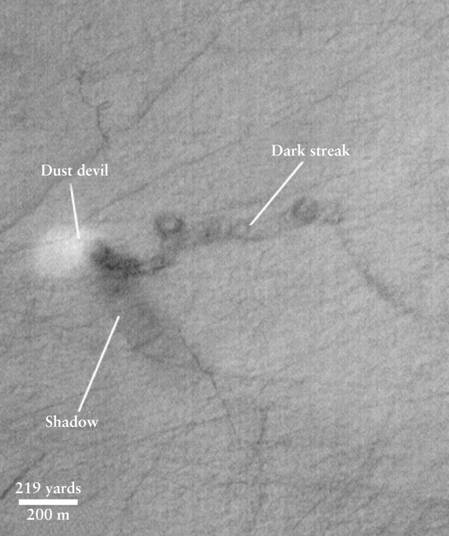 Dark streak
Dust devil
Shadow
219 yards
200 m